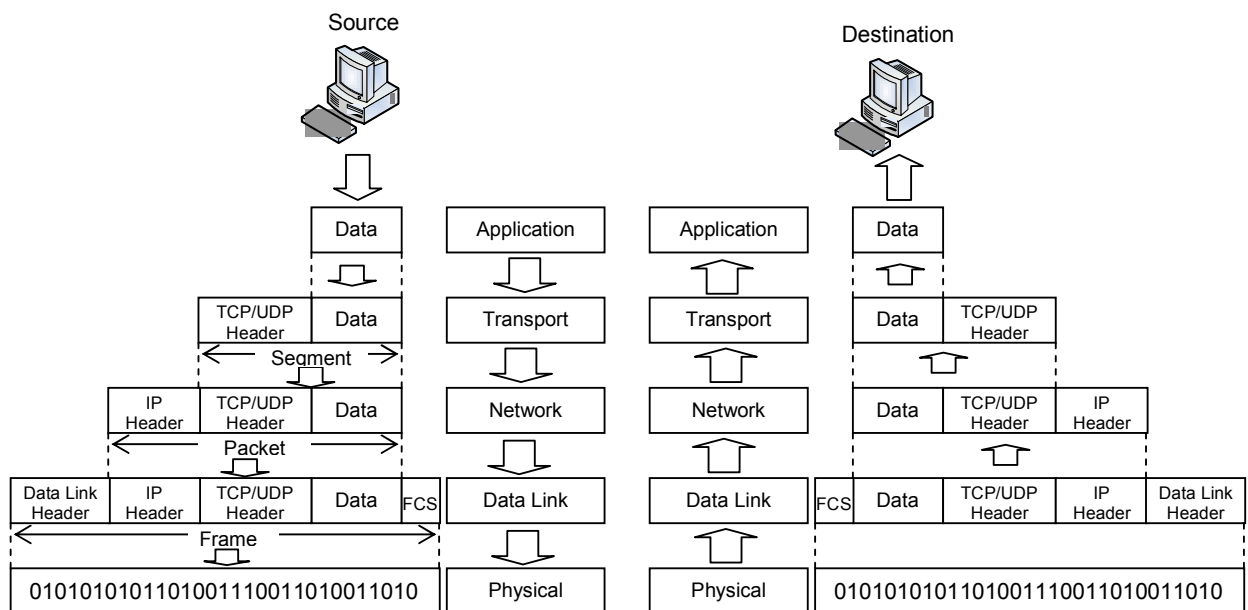 Source
Destination
Data
Application
Application
Data
TCP/UDP
Header
Data
Transport
Transport
Data
TCP/UDP
Header
Segment
IP
Header
TCP/UDP
Header
Data
Network
Network
Data
TCP/UDP
Header
IP
Header
Packet
Data Link
Header
IP
Header
TCP/UDP
Header
Data
FCS
Data Link
Data Link
FCS
Data
TCP/UDP
Header
IP
Header
Data Link
Header
Frame
0101010101101001110011010011010
Physical
Physical
0101010101101001111001101001​1010